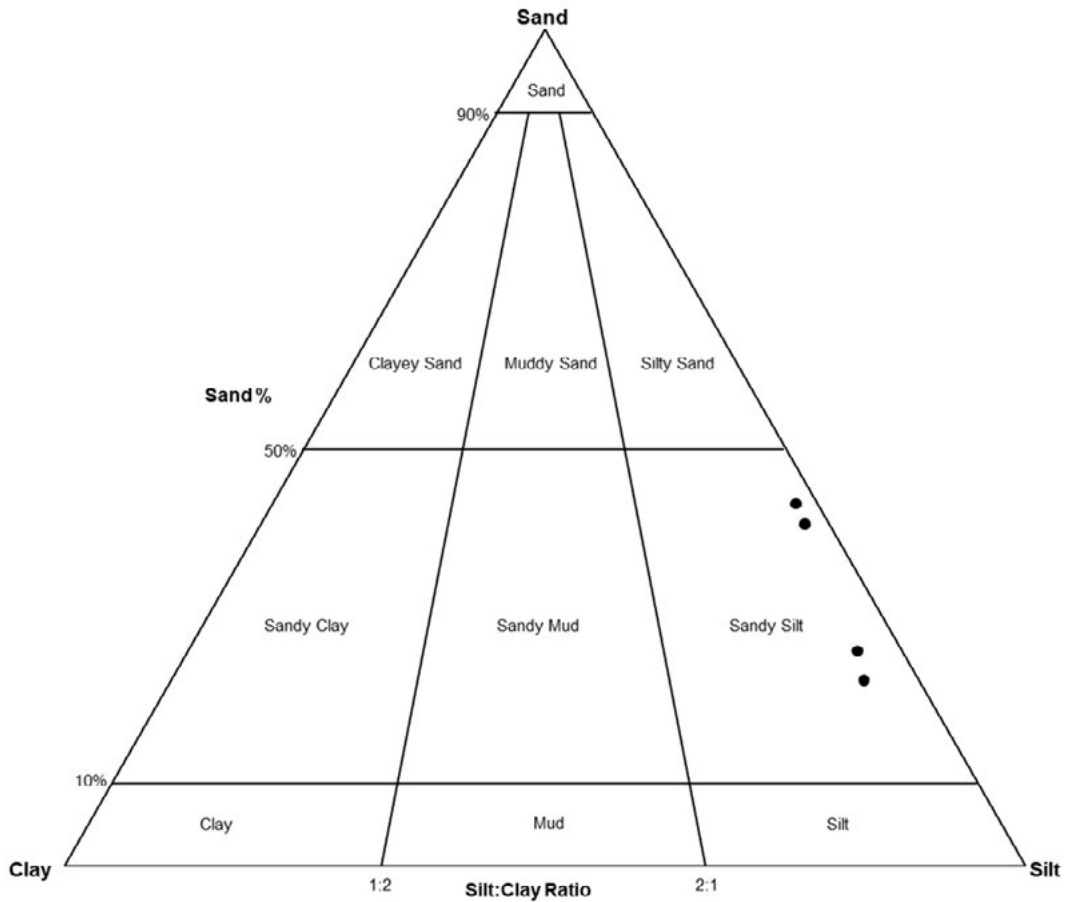 Sand
Sand
90%
Clayey Sand
Muddy Sand
Silty Sand
Sand %
50%
Sandy Clay
Sandy Mud
Sandy Silt
10%
Clay
Mud
Silt
Clay
Silt
1:2
Silt:Clay Ratio
2:1